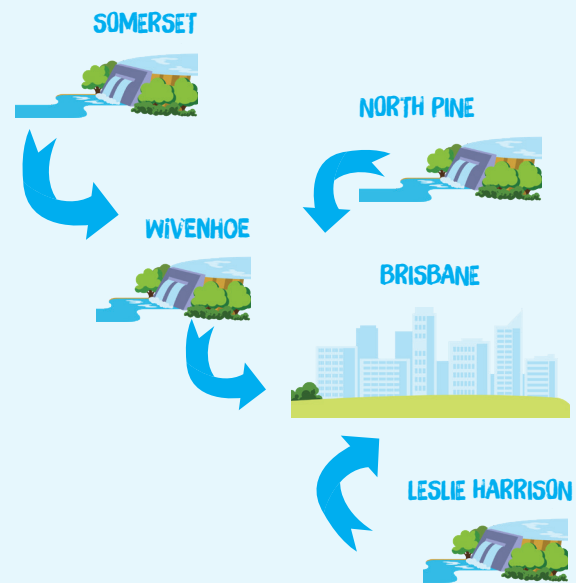 SOMERSET
NORTH PINE
WIVENHOE
BRISBANE
LESLIE HARRISON